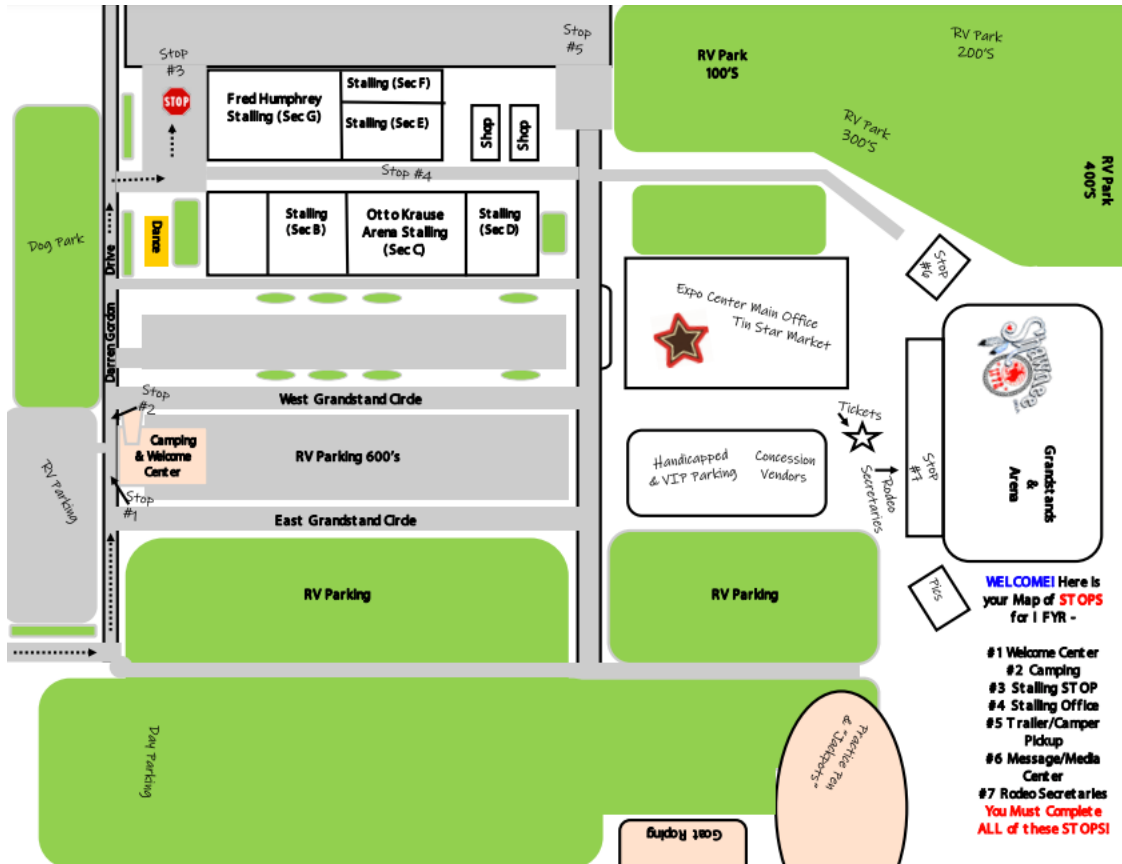 Stop
#3
STOP
Stop
#5
RV Park
100'S
RV Park
200'S
RV Park
300'S
RV Park
400'S
Fred Humphrey
Stalling (Sec G)
Stalling (Sec F)
Stalling (Sec E)
Shop
Shop
Stop #4
Dog Park
Dance
Stalling
(Sec B)
Otto Krause
Arena Stalling
(Sec C)
Stalling
(Sec D)
Stop
#6
Darren Gordon Drive
Expo Center Main Office
Tin Star Market
Shawnee
Stop
#2
West Grandstand Circle
Camping
& Welcome
Center
RV Parking 600's
RV Parking
Stop
#1
East Grandstand Circle
Handicapped
& VIP Parking
Concession
Vendors
Tickets
Rodeo
Secretaries
Stop
#7
Grandstands
&
Arena
RV Parking
RV Parking
Pics
WELCOME! Here is
your Map of STOPS
for IFYR -
#1 Welcome Center
#2 Camping
#3 Stalling STOP
#4 Stalling Office
#5 Trailer/Camper
Pickup
#6 Message/Media
Center
#7 Rodeo Secretaries
You Must Complete
ALL of these STOPS!
Day Parking
Practice Pen
& "Jackpots"
Goat Roping